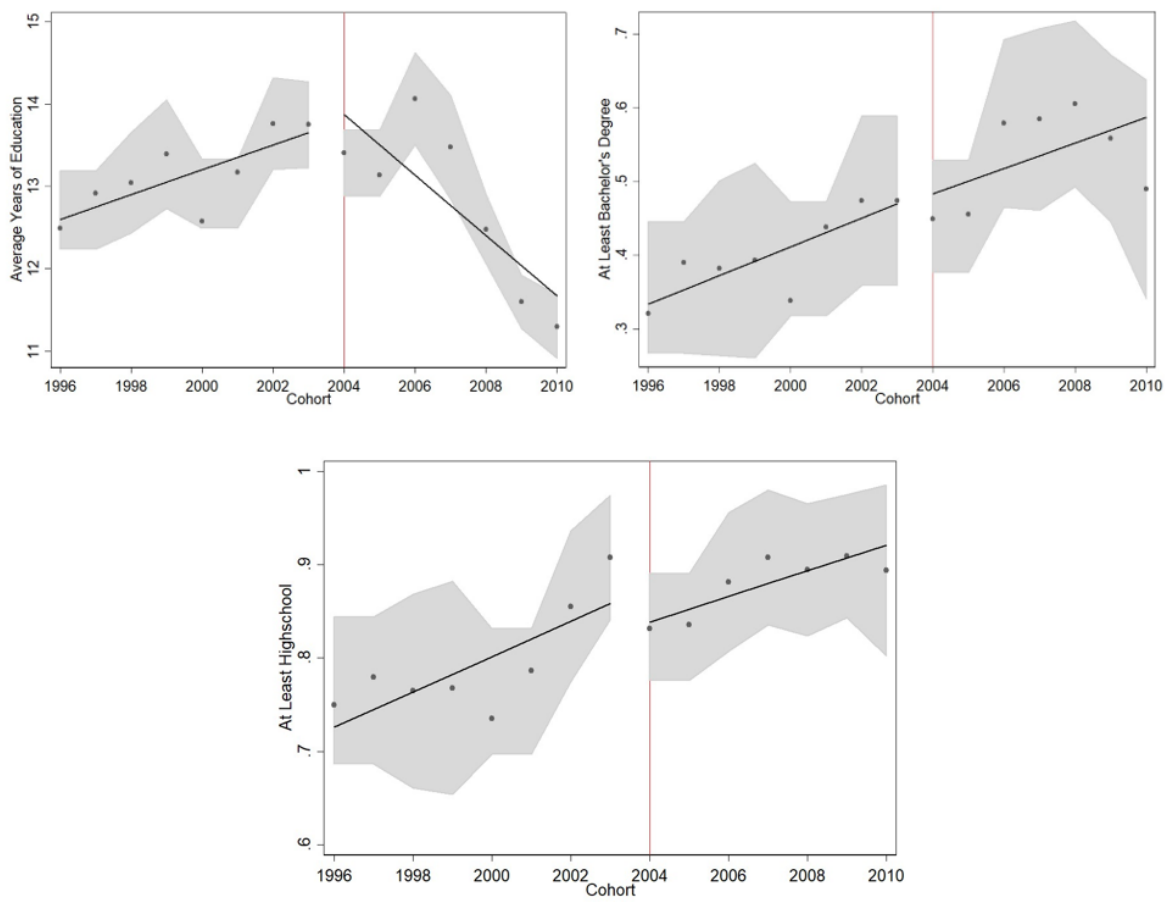 Average Years of Education
15
14
13
12
11
1996 1998 2000 2002 2004 2006 2008 2010
Cohort
At Least Bachelor's Degree
.7
.6
.5
.4
.3
1996 1998 2000 2002 2004 2006 2008 2010
Cohort
At Least Highschool
1
.9
.8
.7
.6
1996 1998 2000 2002 2004 2006 2008 2010
Cohort